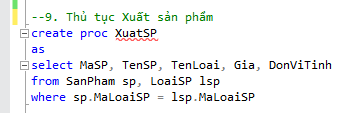 --9. Thủ tục Xuất sản phẩm
create proc XuatSP
as
select MaSP, TenSP, TenLoai, Gia, DonViTinh
from SanPham sp, LoaiSP lsp
where sp.MaLoaiSP = lsp.MaLoaiSP